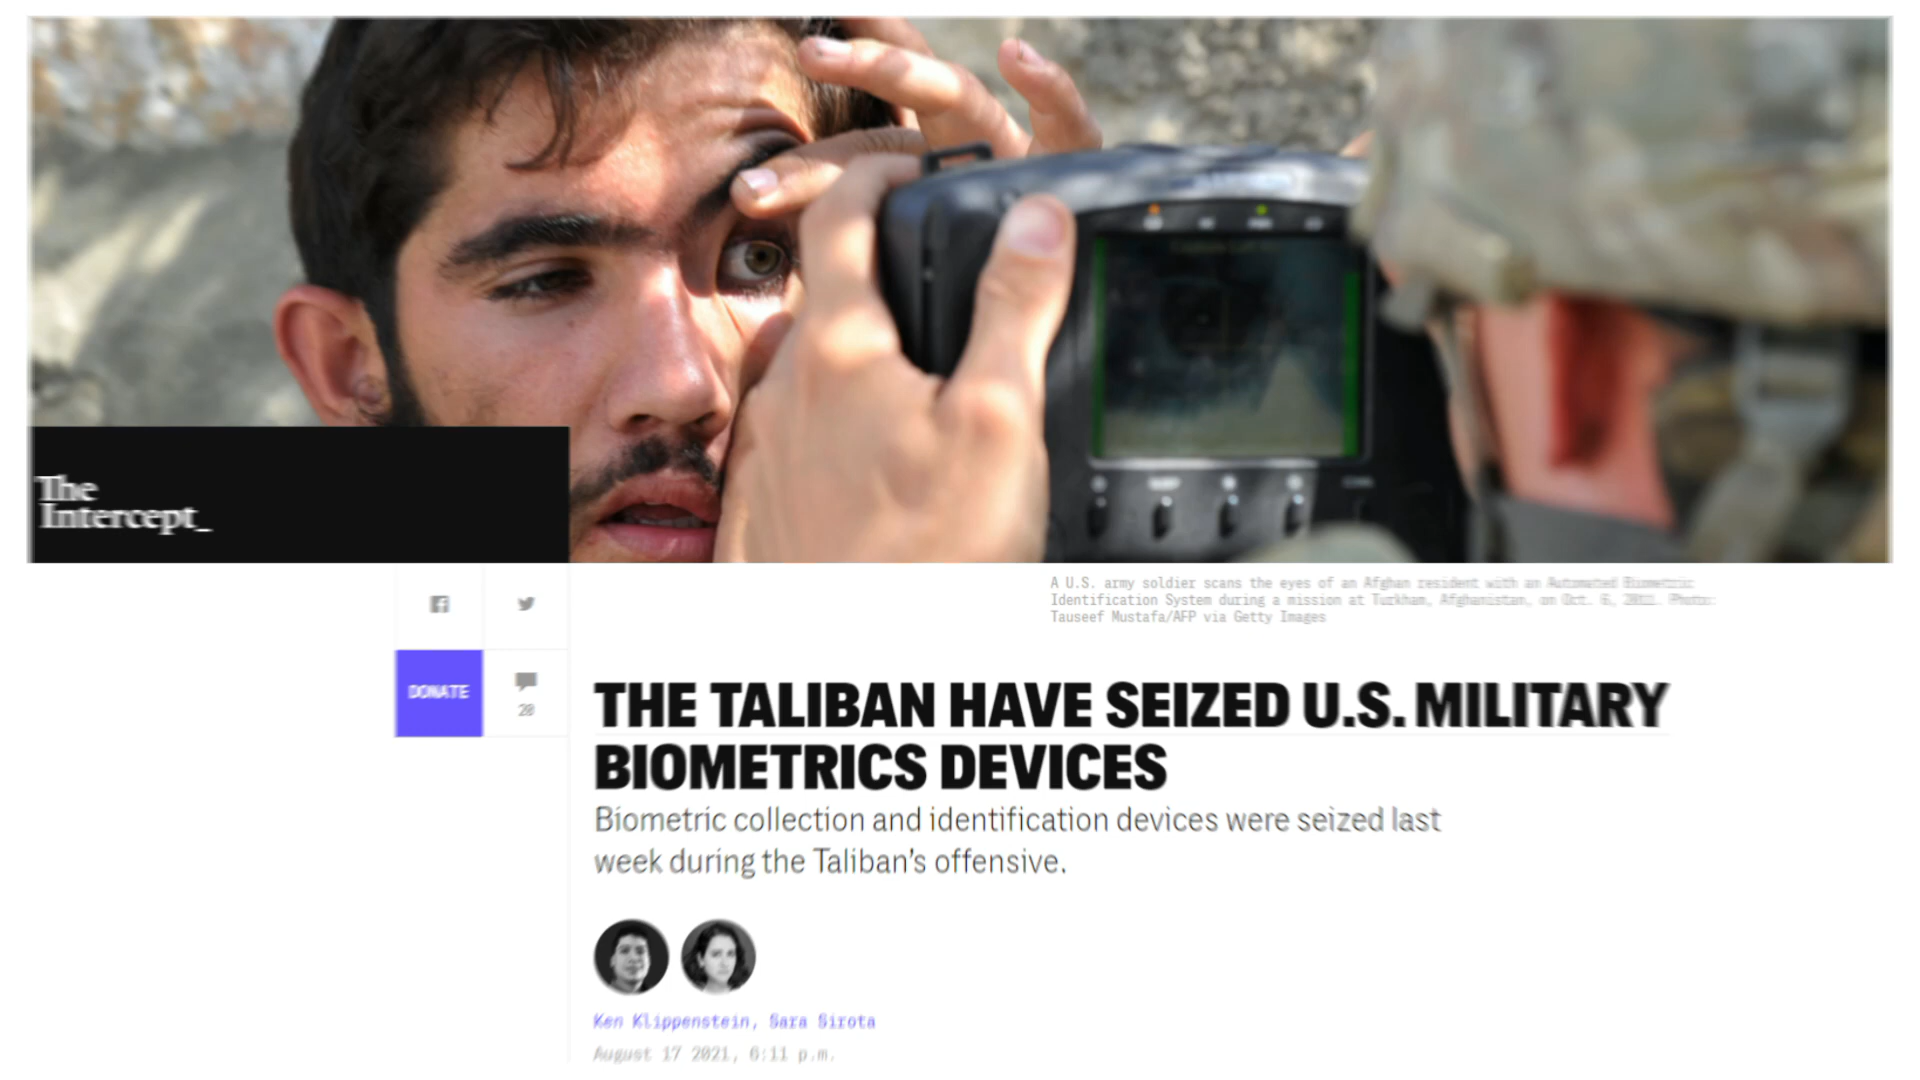 The
Intercept_
A U.S. army soldier scans the eyes of an Afghan resident with an Automated Biometric
Identification System during a mission at Turkham, Afghanistan, on Oct. 6, 2011. Photo:
Tauseef Mustafa/AFP via Getty Images
DONATE
20
THE TALIBAN HAVE SEIZED U.S. MILITARY
BIOMETRICS DEVICES
Biometric collection and identification devices were seized last
week during the Taliban's offensive.
Ken Klippenstein, Sara Sirota
August 17 2021, 6:11 p.m.